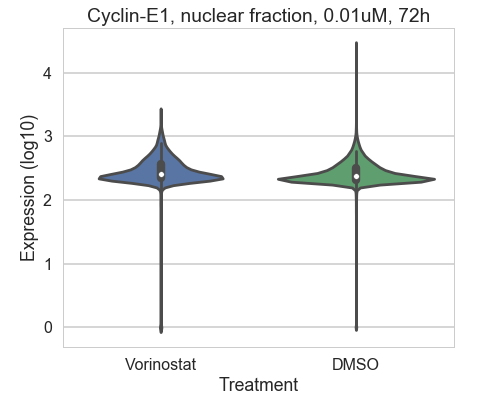 Cyclin-E1, nuclear fraction, 0.01uM, 72h
Expression (log10)
4
3
2
1
0
Vorinostat DMSO
Treatment